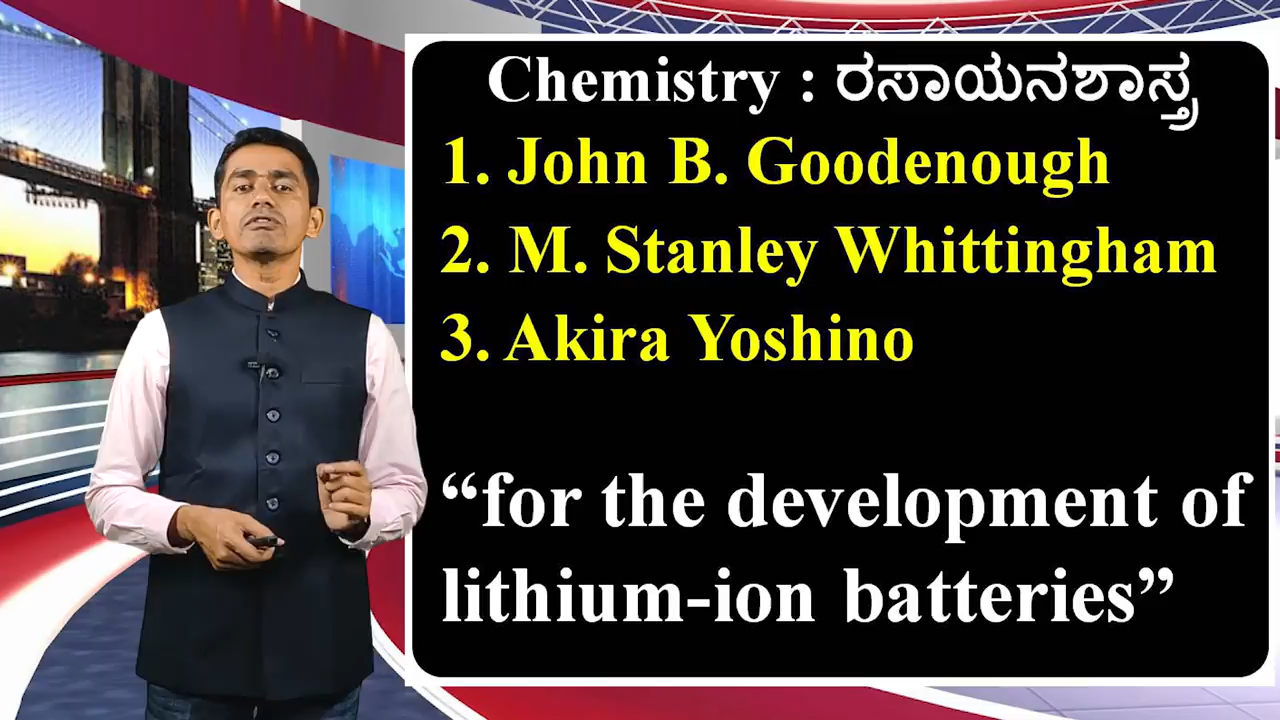 Chemistry : ರಸಾಯನಶಾಸ್ತ್ರ
1. John B. Goodenough
2. M. Stanley Whittingham
3. Akira Yoshino
“for the development of
lithium-ion batteries”